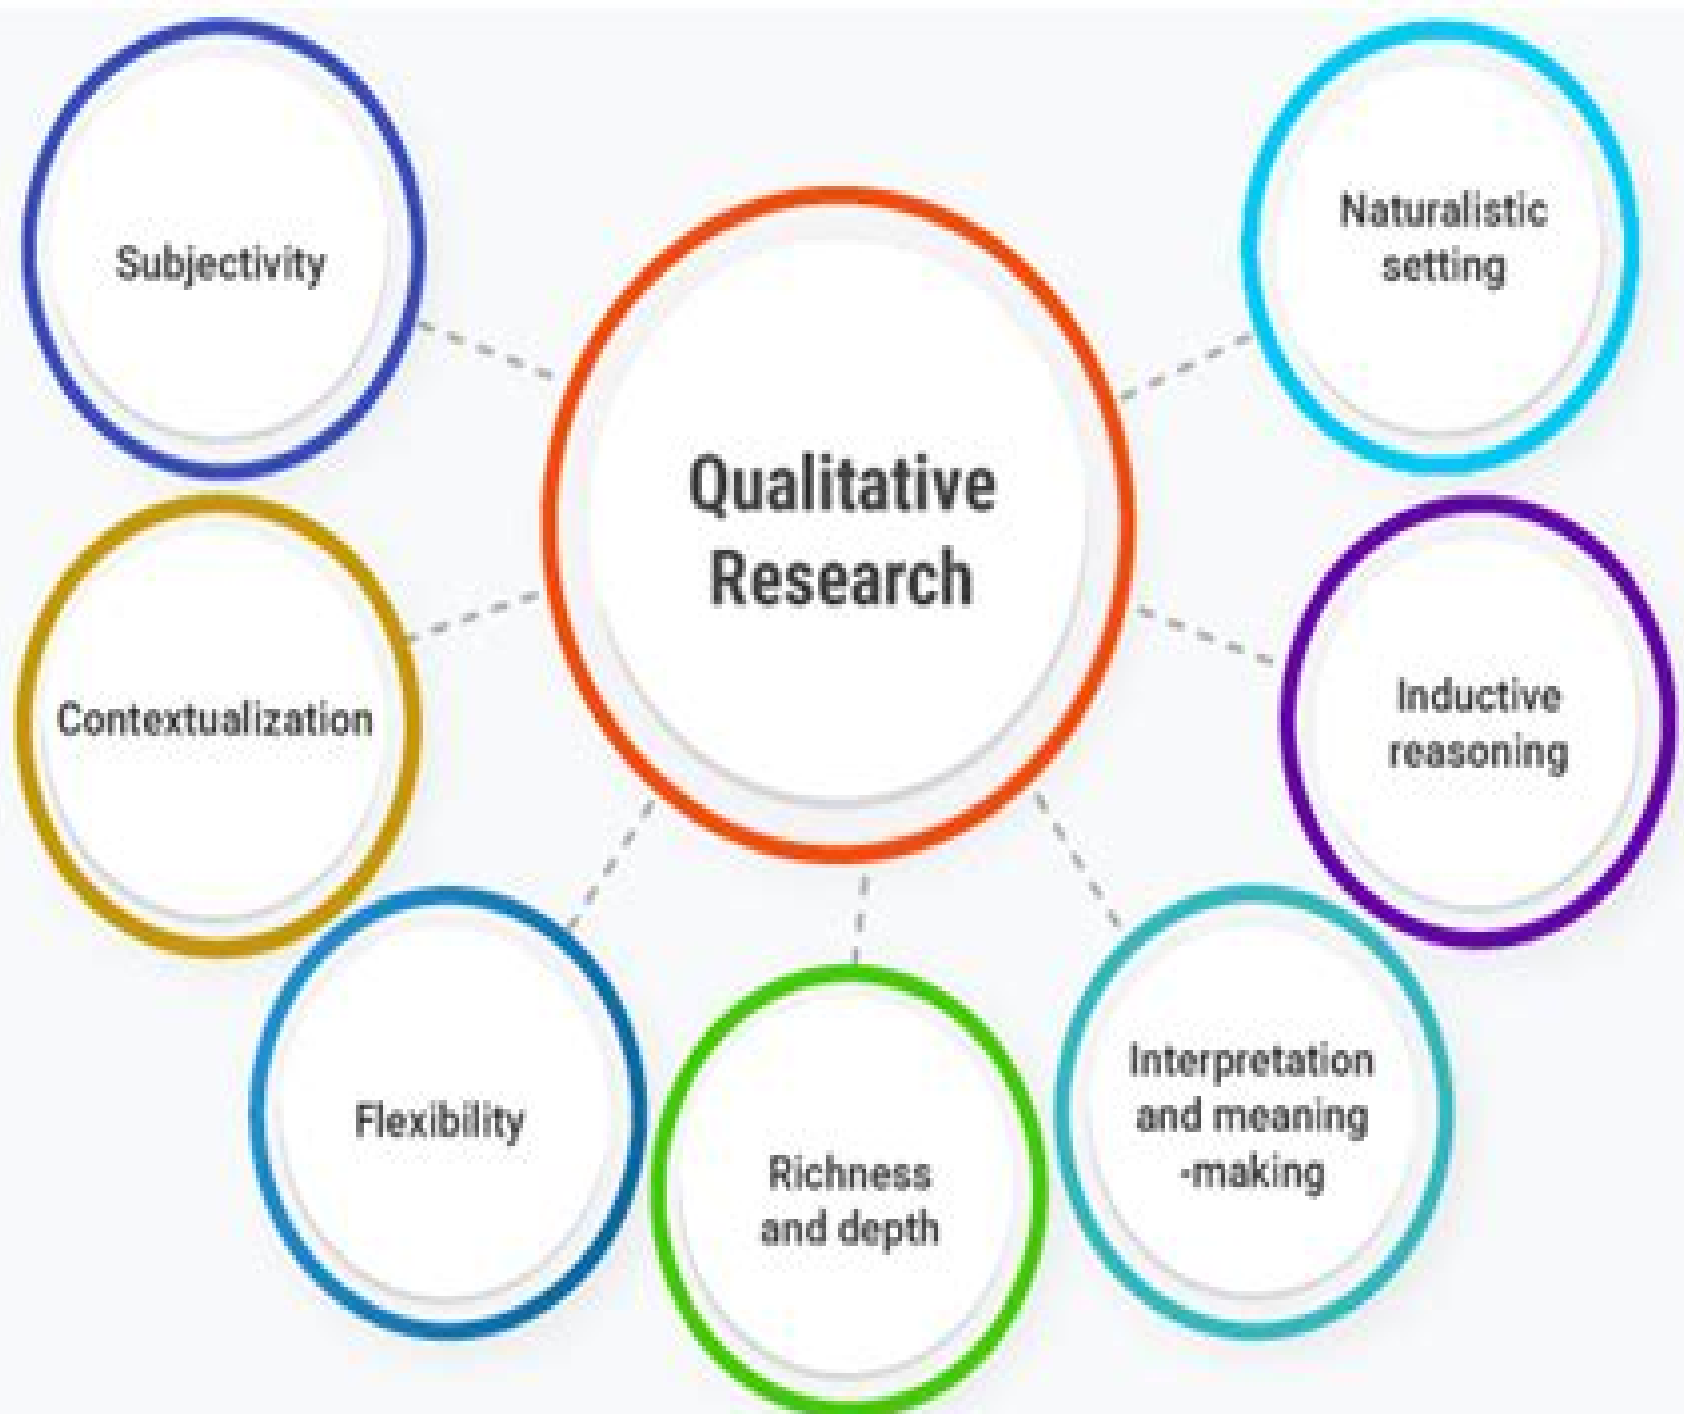 Subjectivity
Naturalistic
setting
Qualitative
Research
Contextualization
Inductive
reasoning
Flexibility
Richness
and depth
Interpretation
and meaning
-making